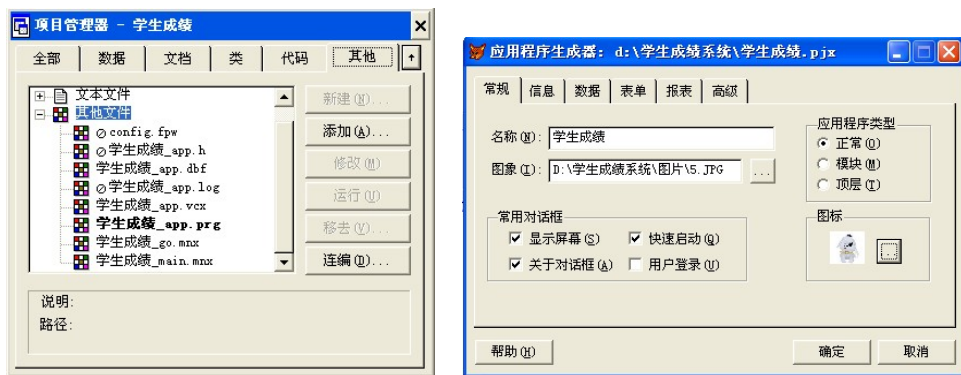 项目管理器 - 学生成绩
全部 数据 文档 类 代码 其他
文本文件
其他文件
config.fpw
学生成绩_app.h
学生成绩_app.dbf
学生成绩_app.log
学生成绩_app.vcx
学生成绩_app.prg
学生成绩_go.mnx
学生成绩_main.mnx
新建(N)...
添加(A)...
修改(M)
运行(U)
移去(V)...
连编(D)...
说明:
路径:
应用程序生成器: d:\学生成绩系统\学生成绩.pjx
常规 信息 数据 表单 报表 高级
名称(N): 学生成绩
图象(I): D:\学生成绩系统\图片\5.JPG ...
应用程序类型
正常(O)
模块(M)
顶层(T)
常用对话框
显示屏幕(S) 快速启动(Q)
关于对话框(A) 用户登录(U)
图标
...
帮助(H) 确定 取消